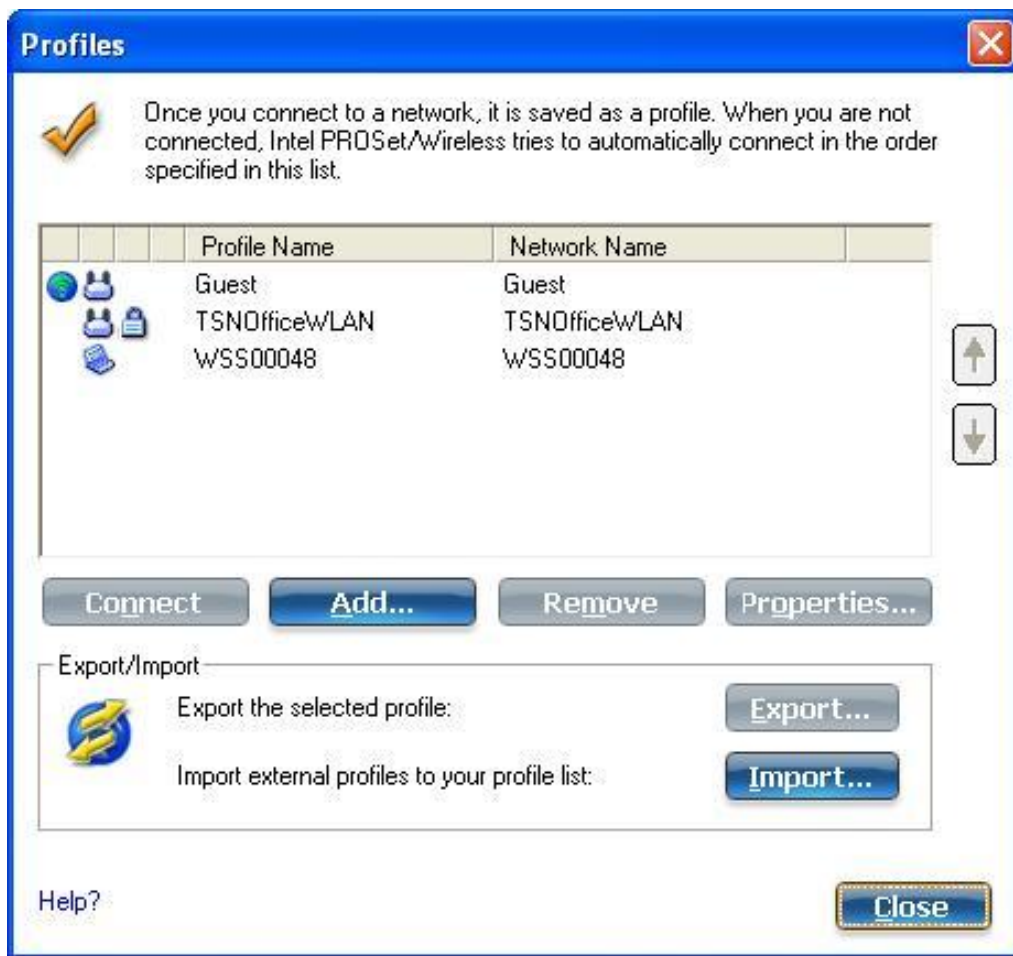 Profiles
Once you connect to a network, it is saved as a profile. When you are not
connected, Intel PROSet/Wireless tries to automatically connect in the order
specified in this list.
Profile Name Network Name
Guest Guest
TSNOfficeWLAN TSNOfficeWLAN
WSS00048 WSS00048
Connect Add... Remove Properties...
Export/Import
Export the selected profile: Export...
Import external profiles to your profile list: Import...
Help? Close